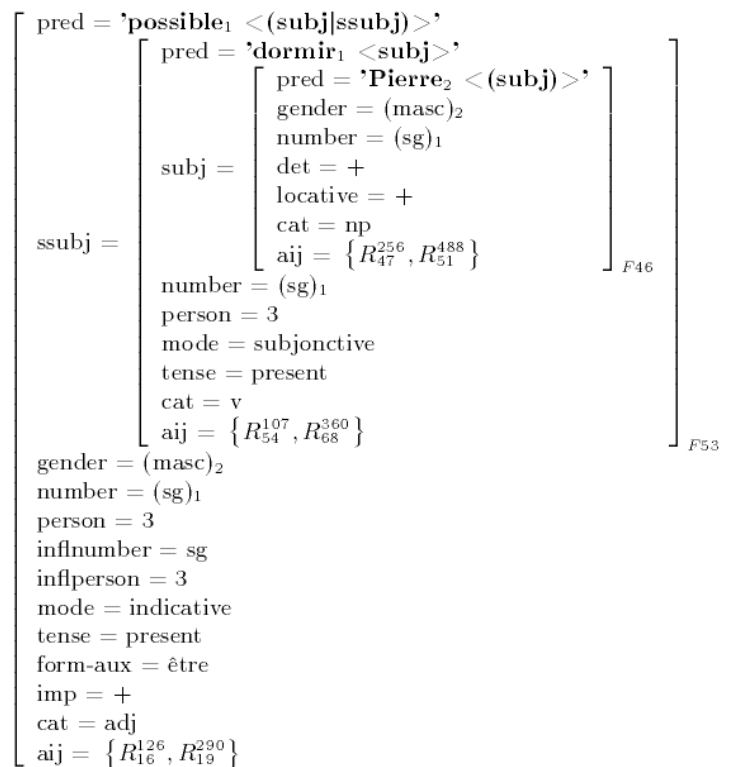 pred = ’possible₁ <(subj|ssubj)>’
pred = ’dormir₁ <subj>’
pred = ’Pierre₂ <(subj)>’
gender = (masc)₂
number = (sg)₁
subj = det = +
locative = +
ssubj = cat = np
aij = {R₄₇²⁵⁶, R₅₁⁴⁸⁸} F46
number = (sg)₁
person = 3
mode = subjonctive
tense = present
cat = v
aij = {R₅₄¹⁰⁷, R₆₈³⁶⁰} F53
gender = (masc)₂
number = (sg)₁
person = 3
inflnumber = sg
inflperson = 3
mode = indicative
tense = present
form-aux = être
imp = +
cat = adj
aij = {R₁₆¹²⁶, R₁₉²⁹⁰}